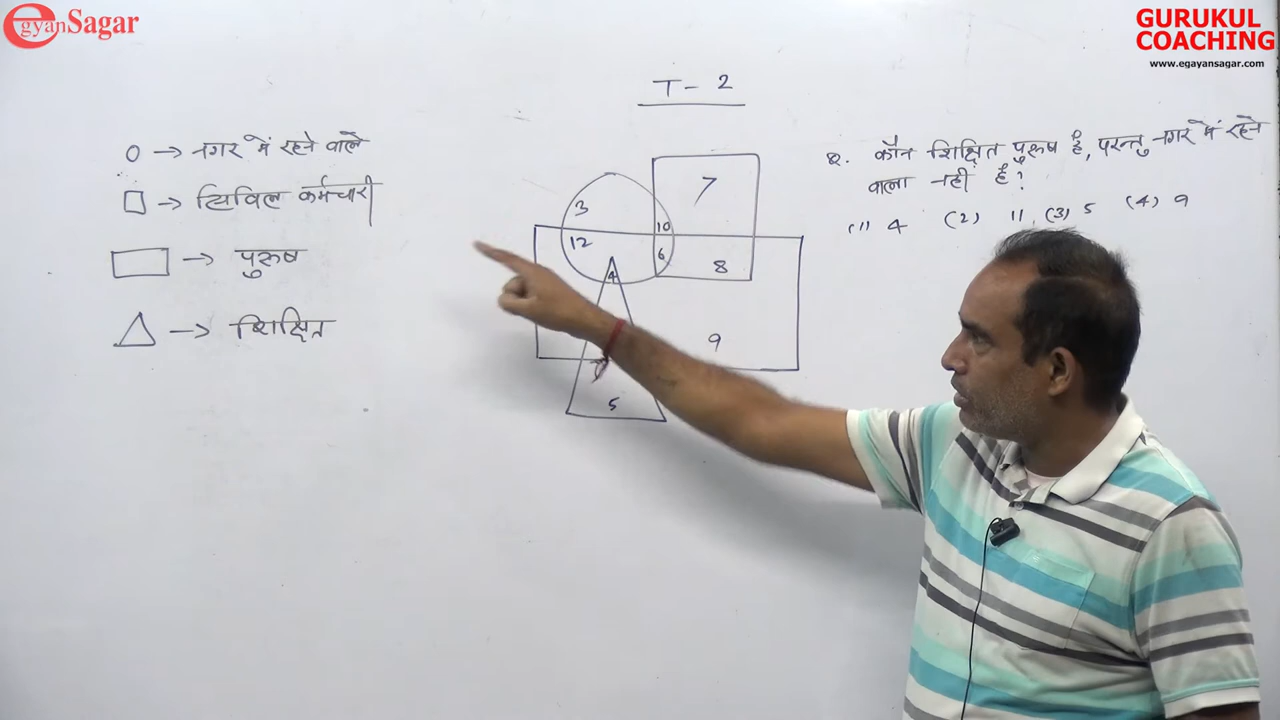 egyanSagar
GURUKUL
COACHING
www.egayansagar.com
T - 2
○ → नगर में रहने वाले
□ → सिविल कर्मचारी
▭ → पुरुष
△ → शिक्षित
Q. कौन शिक्षित पुरुष है, परन्तु नगर में रहने
वाला नहीं है?
(1) 4 (2) 11 (3) 5 (4) 9
7
3
10
12
6
4
8
9
5